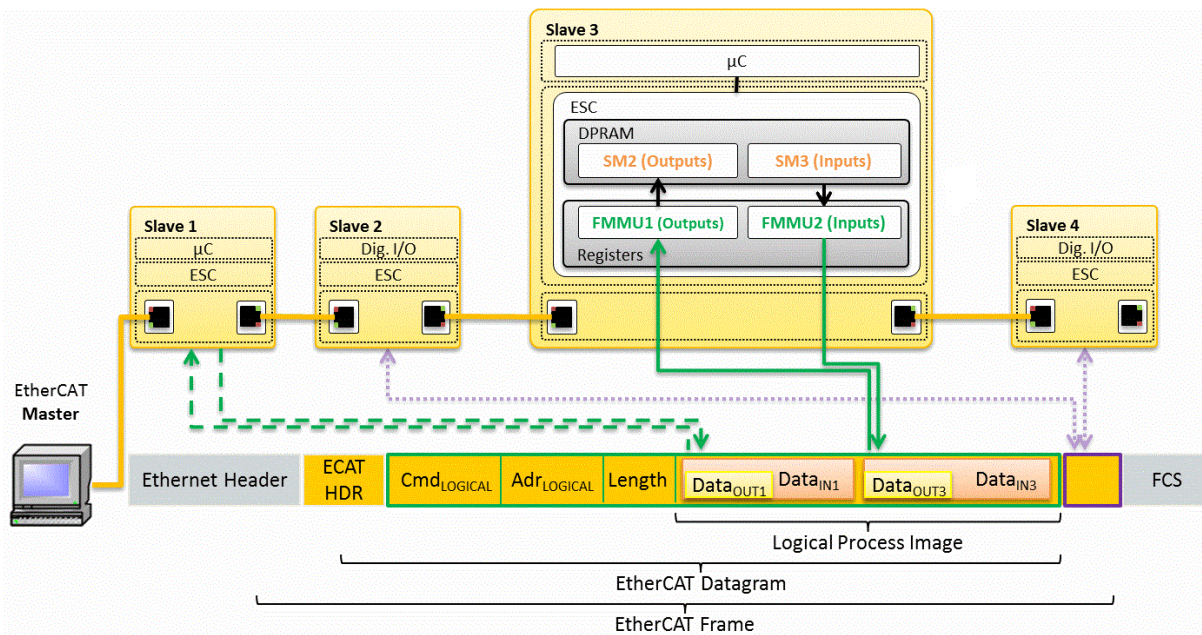 Slave 3
µC
ESC
DPRAM
SM2 (Outputs)
SM3 (Inputs)
FMMU1 (Outputs)
FMMU2 (Inputs)
Registers
Slave 1
µC
ESC
Slave 2
Dig. I/O
ESC
Slave 4
Dig. I/O
ESC
EtherCAT
Master
Ethernet Header
ECAT
HDR
CmdLOGICAL
AdrLOGICAL
Length
DataOUT1
DataIN1
DataOUT3
DataIN3
FCS
Logical Process Image
EtherCAT Datagram
EtherCAT Frame